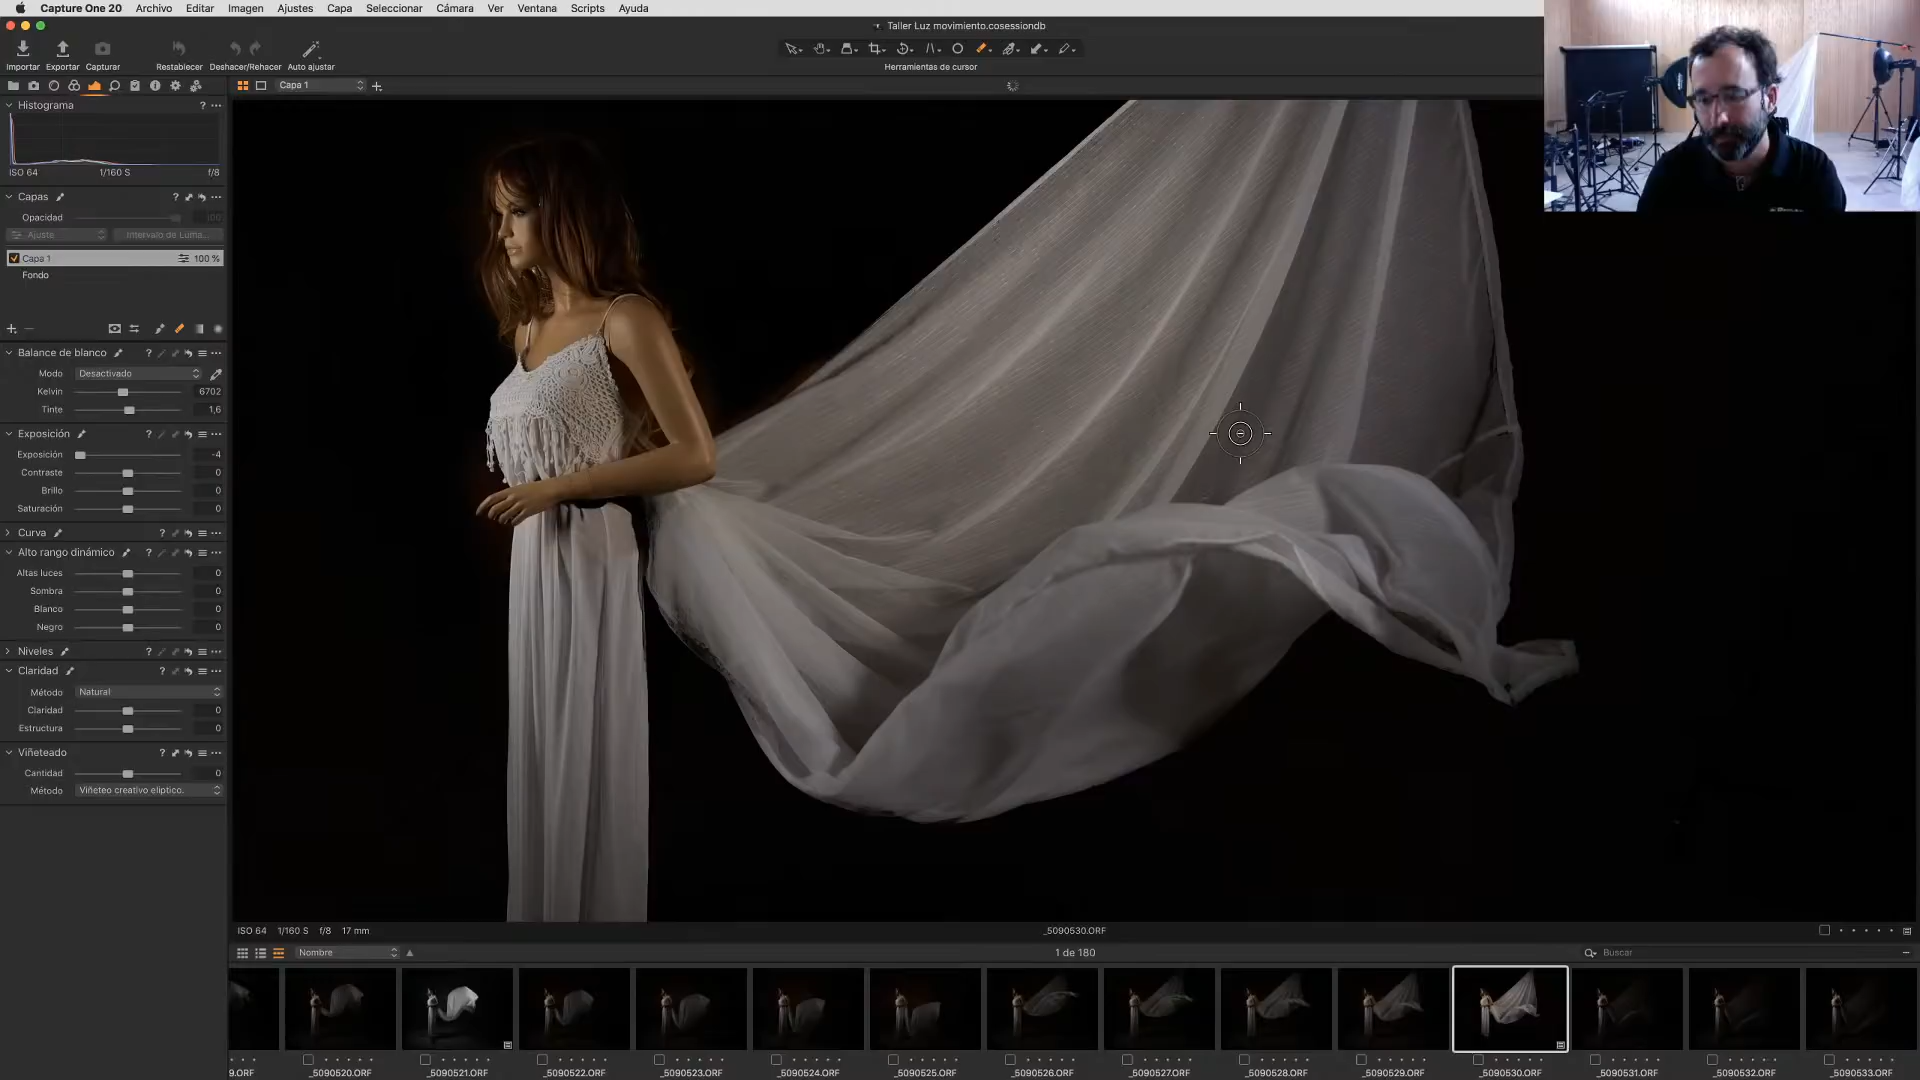 Capture One 20 Archivo Editar Imagen Ajustes Capa Seleccionar Cámara Ver Ventana Scripts Ayuda
Taller Luz movimiento.cosessiondb
Importar Exportar Capturar Restablecer Deshacer/Rehacer Auto ajustar
Herramientas de cursor
Capa 1
Histograma
ISO 64 1/160 S f/8
Capas
Opacidad 100
Ajuste Intervalo de Luma...
Capa 1 100 %
Fondo
Balance de blanco
Modo Desactivado
Kelvin 6702
Tinte 1,6
Exposición
Exposición -4
Contraste 0
Brillo 0
Saturación 0
Curva
Alto rango dinámico
Altas luces 0
Sombra 0
Blanco 0
Negro 0
Niveles
Claridad
Método Natural
Claridad 0
Estructura 0
Viñeteado
Cantidad 0
Método Viñeteo creativo elíptico.
ISO 64 1/160 S f/8 17 mm
_5090530.ORF
Nombre
1 de 180
Buscar
9.ORF _5090520.ORF _5090521.ORF _5090522.ORF _5090523.ORF _5090524.ORF _5090525.ORF _5090526.ORF _5090527.ORF _5090528.ORF _5090529.ORF _5090530.ORF _5090531.ORF _5090532.ORF _5090533.ORF